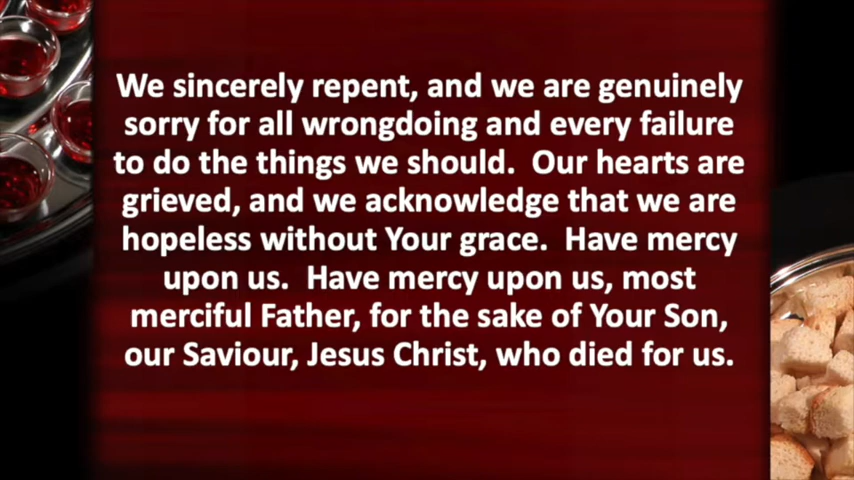 We sincerely repent, and we are genuinely
sorry for all wrongdoing and every failure
to do the things we should.  Our hearts are
grieved, and we acknowledge that we are
hopeless without Your grace.  Have mercy
upon us.  Have mercy upon us, most
merciful Father, for the sake of Your Son,
our Saviour, Jesus Christ, who died for us.